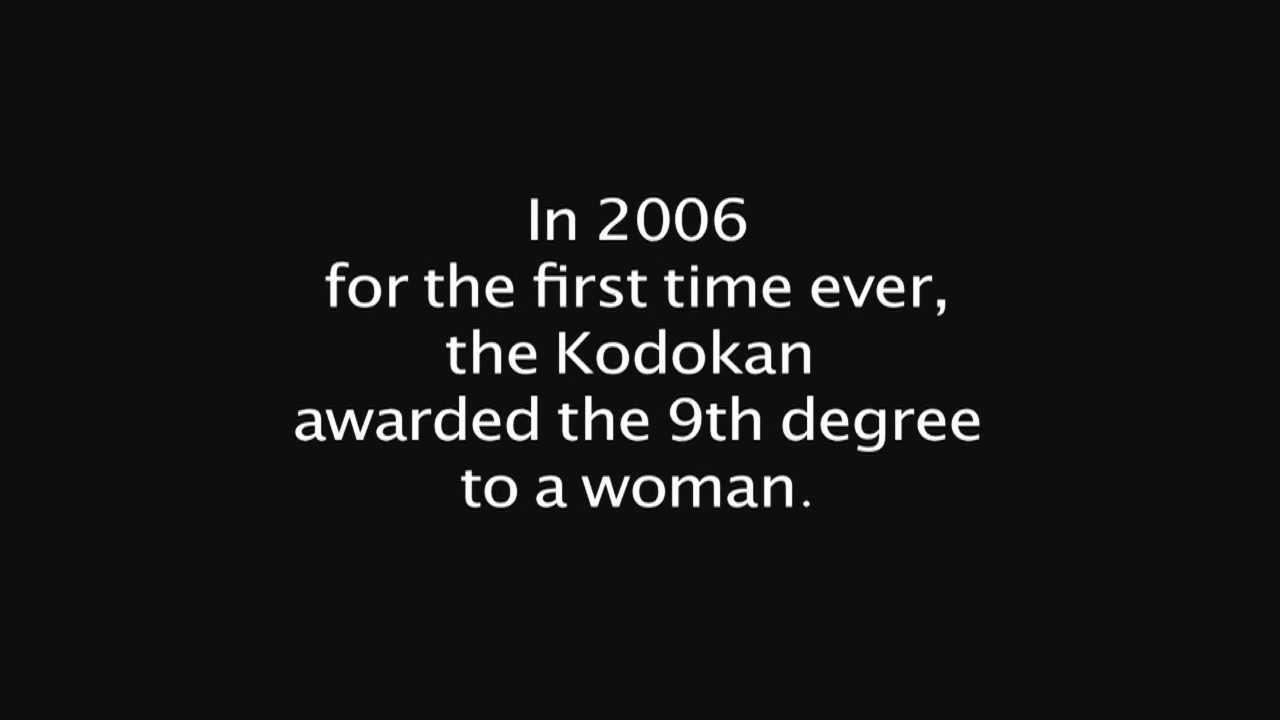 In 2006
for the first time ever,
the Kodokan
awarded the 9th degree
to a woman.